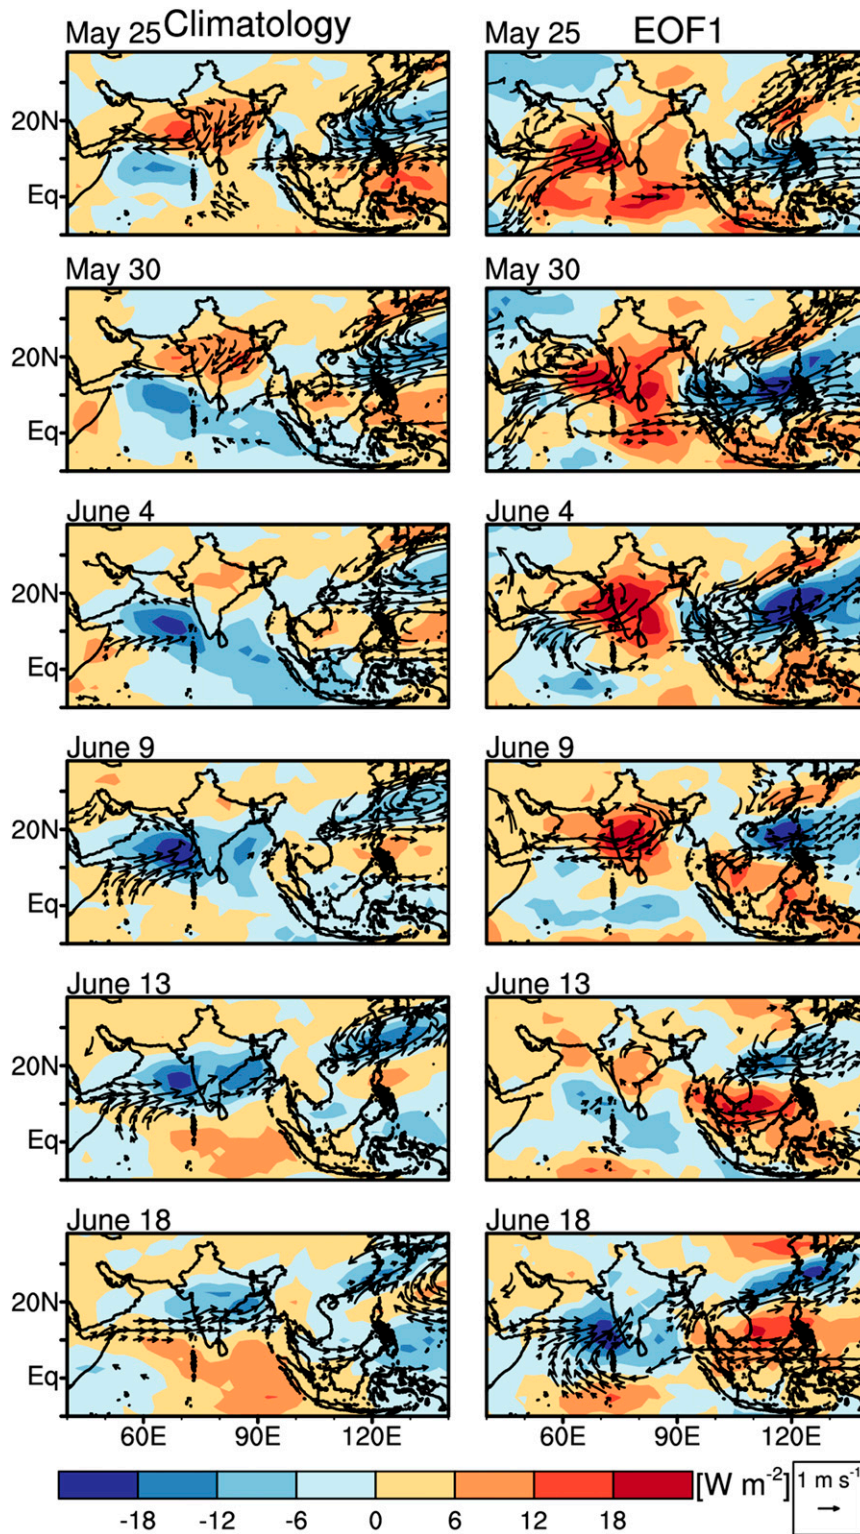 May 25 Climatology May 25 EOF1
20N
Eq
May 30 May 30
20N
Eq
June 4 June 4
20N
Eq
June 9 June 9
20N
Eq
June 13 June 13
20N
Eq
June 18 June 18
20N
Eq
60E 90E 120E 60E 90E 120E
[W m⁻²] 1 m s⁻¹
-18 -12 -6 0 6 12 18